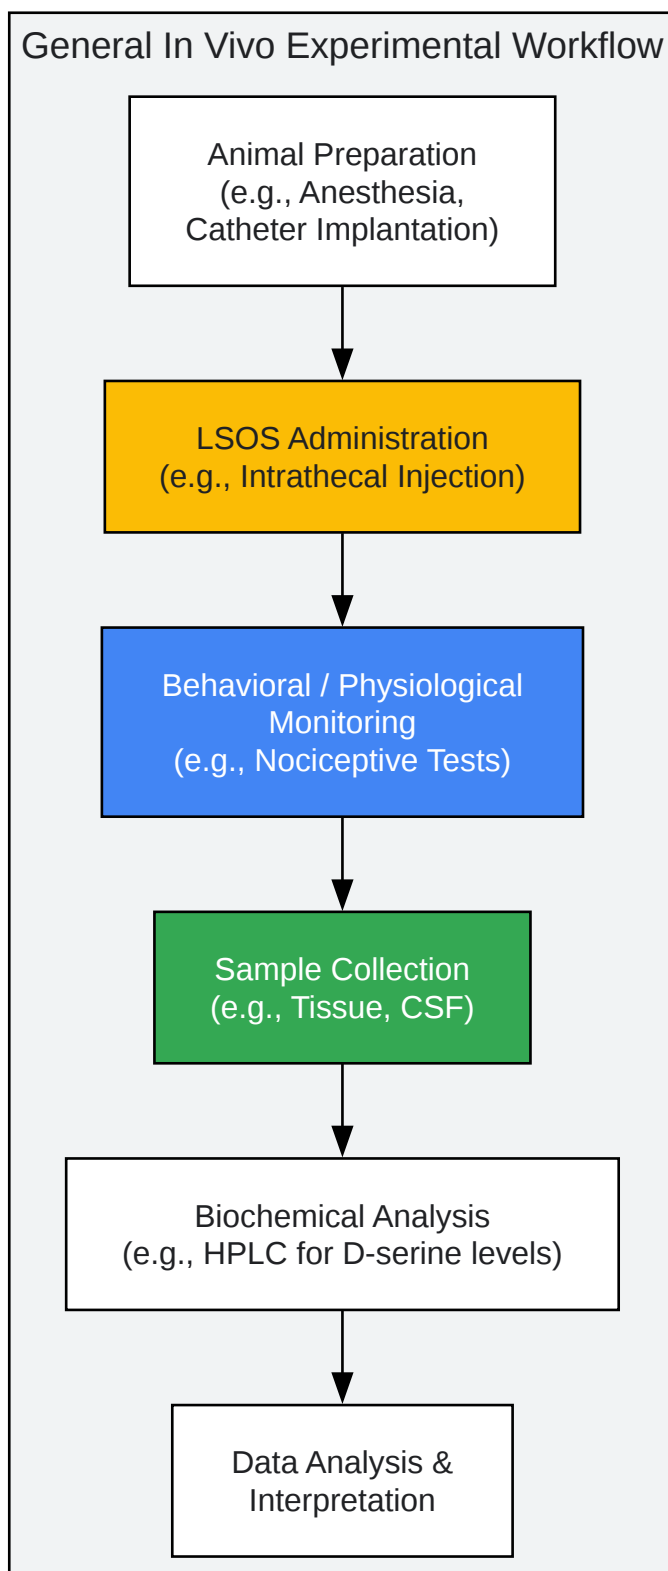 General In Vivo Experimental Workflow
Animal Preparation
(e.g., Anesthesia,
Catheter Implantation)
LSOS Administration
(e.g., Intrathecal Injection)
Behavioral / Physiological
Monitoring
(e.g., Nociceptive Tests)
Sample Collection
(e.g., Tissue, CSF)
Biochemical Analysis
(e.g., HPLC for D-serine levels)
Data Analysis &
Interpretation